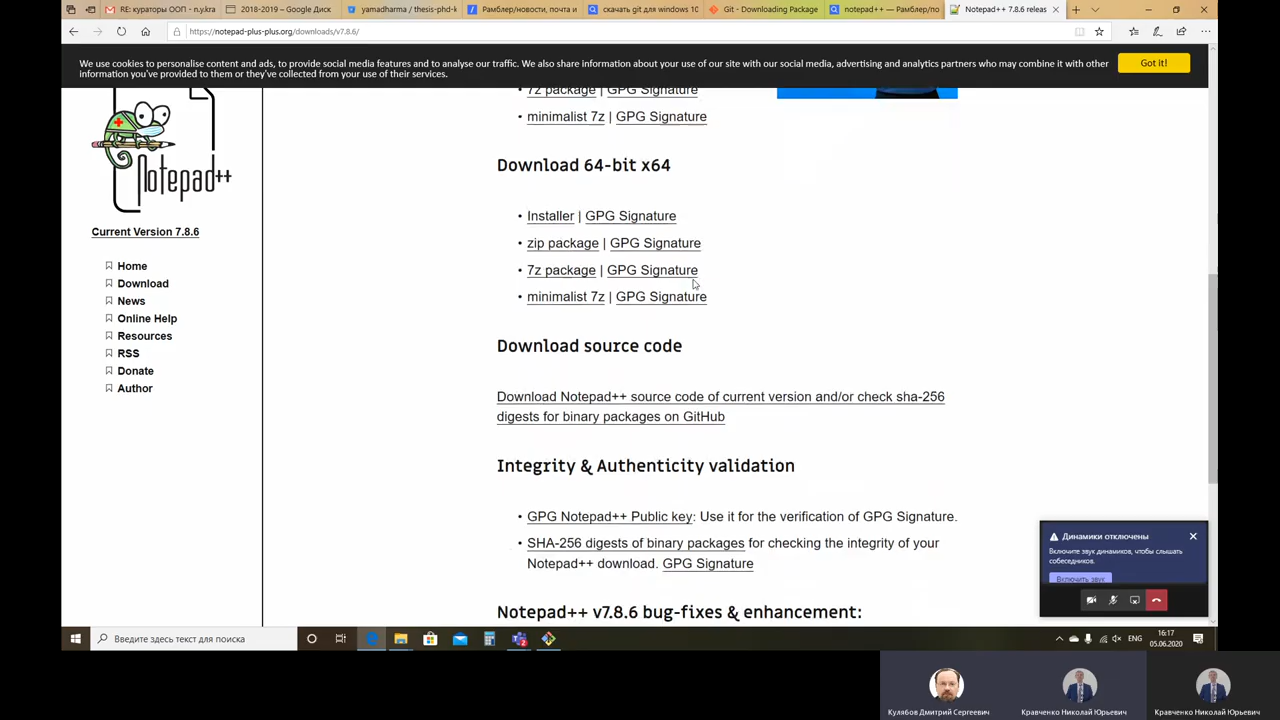 RE: кураторы ООП - n.y.kra
2018-2019 – Google Диск
yamadharma / thesis-phd-k
Рамблер/новости, почта и
скачать git для windows 10
Git - Downloading Package
notepad++ — Рамблер/по
Notepad++ 7.8.6 releas
https://notepad-plus-plus.org/downloads/v7.8.6/
We use cookies to personalise content and ads, to provide social media features and to analyse our traffic. We also share information about your use of our site with our social media, advertising and analytics partners who may combine it with other
information you've provided to them or they've collected from your use of their services.
Got it!
7z package | GPG Signature
minimalist 7z | GPG Signature
Notepad++
Current Version 7.8.6
Home
Download
News
Online Help
Resources
RSS
Donate
Author
Download 64-bit x64
• Installer | GPG Signature
• zip package | GPG Signature
• 7z package | GPG Signature
• minimalist 7z | GPG Signature
Download source code
Download Notepad++ source code of current version and/or check sha-256
digests for binary packages on GitHub
Integrity & Authenticity validation
• GPG Notepad++ Public key: Use it for the verification of GPG Signature.
• SHA-256 digests of binary packages for checking the integrity of your
Notepad++ download. GPG Signature
Notepad++ v7.8.6 bug-fixes & enhancement:
Динамики отключены
Включите звук динамиков, чтобы слышать
собеседников.
Включить звук
Введите здесь текст для поиска
ENG
16:17
05.06.2020
Кулябов Дмитрий Сергеевич
Кравченко Николай Юрьевич
Кравченко Николай Юрьевич